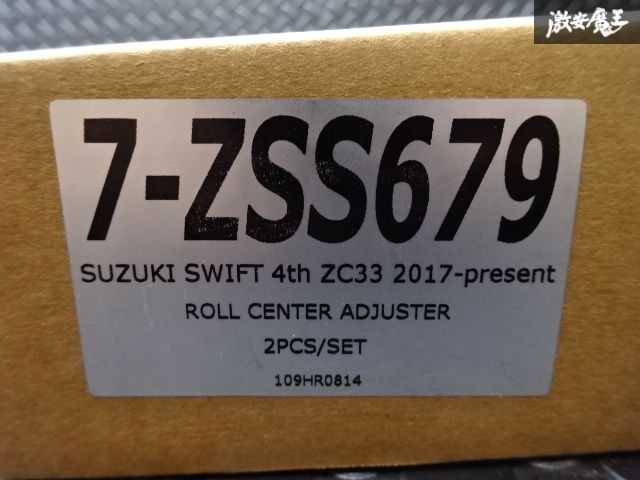 激安魔王
7-ZSS679
SUZUKI SWIFT 4th ZC33 2017-present
ROLL CENTER ADJUSTER
2PCS/SET
109HR0814